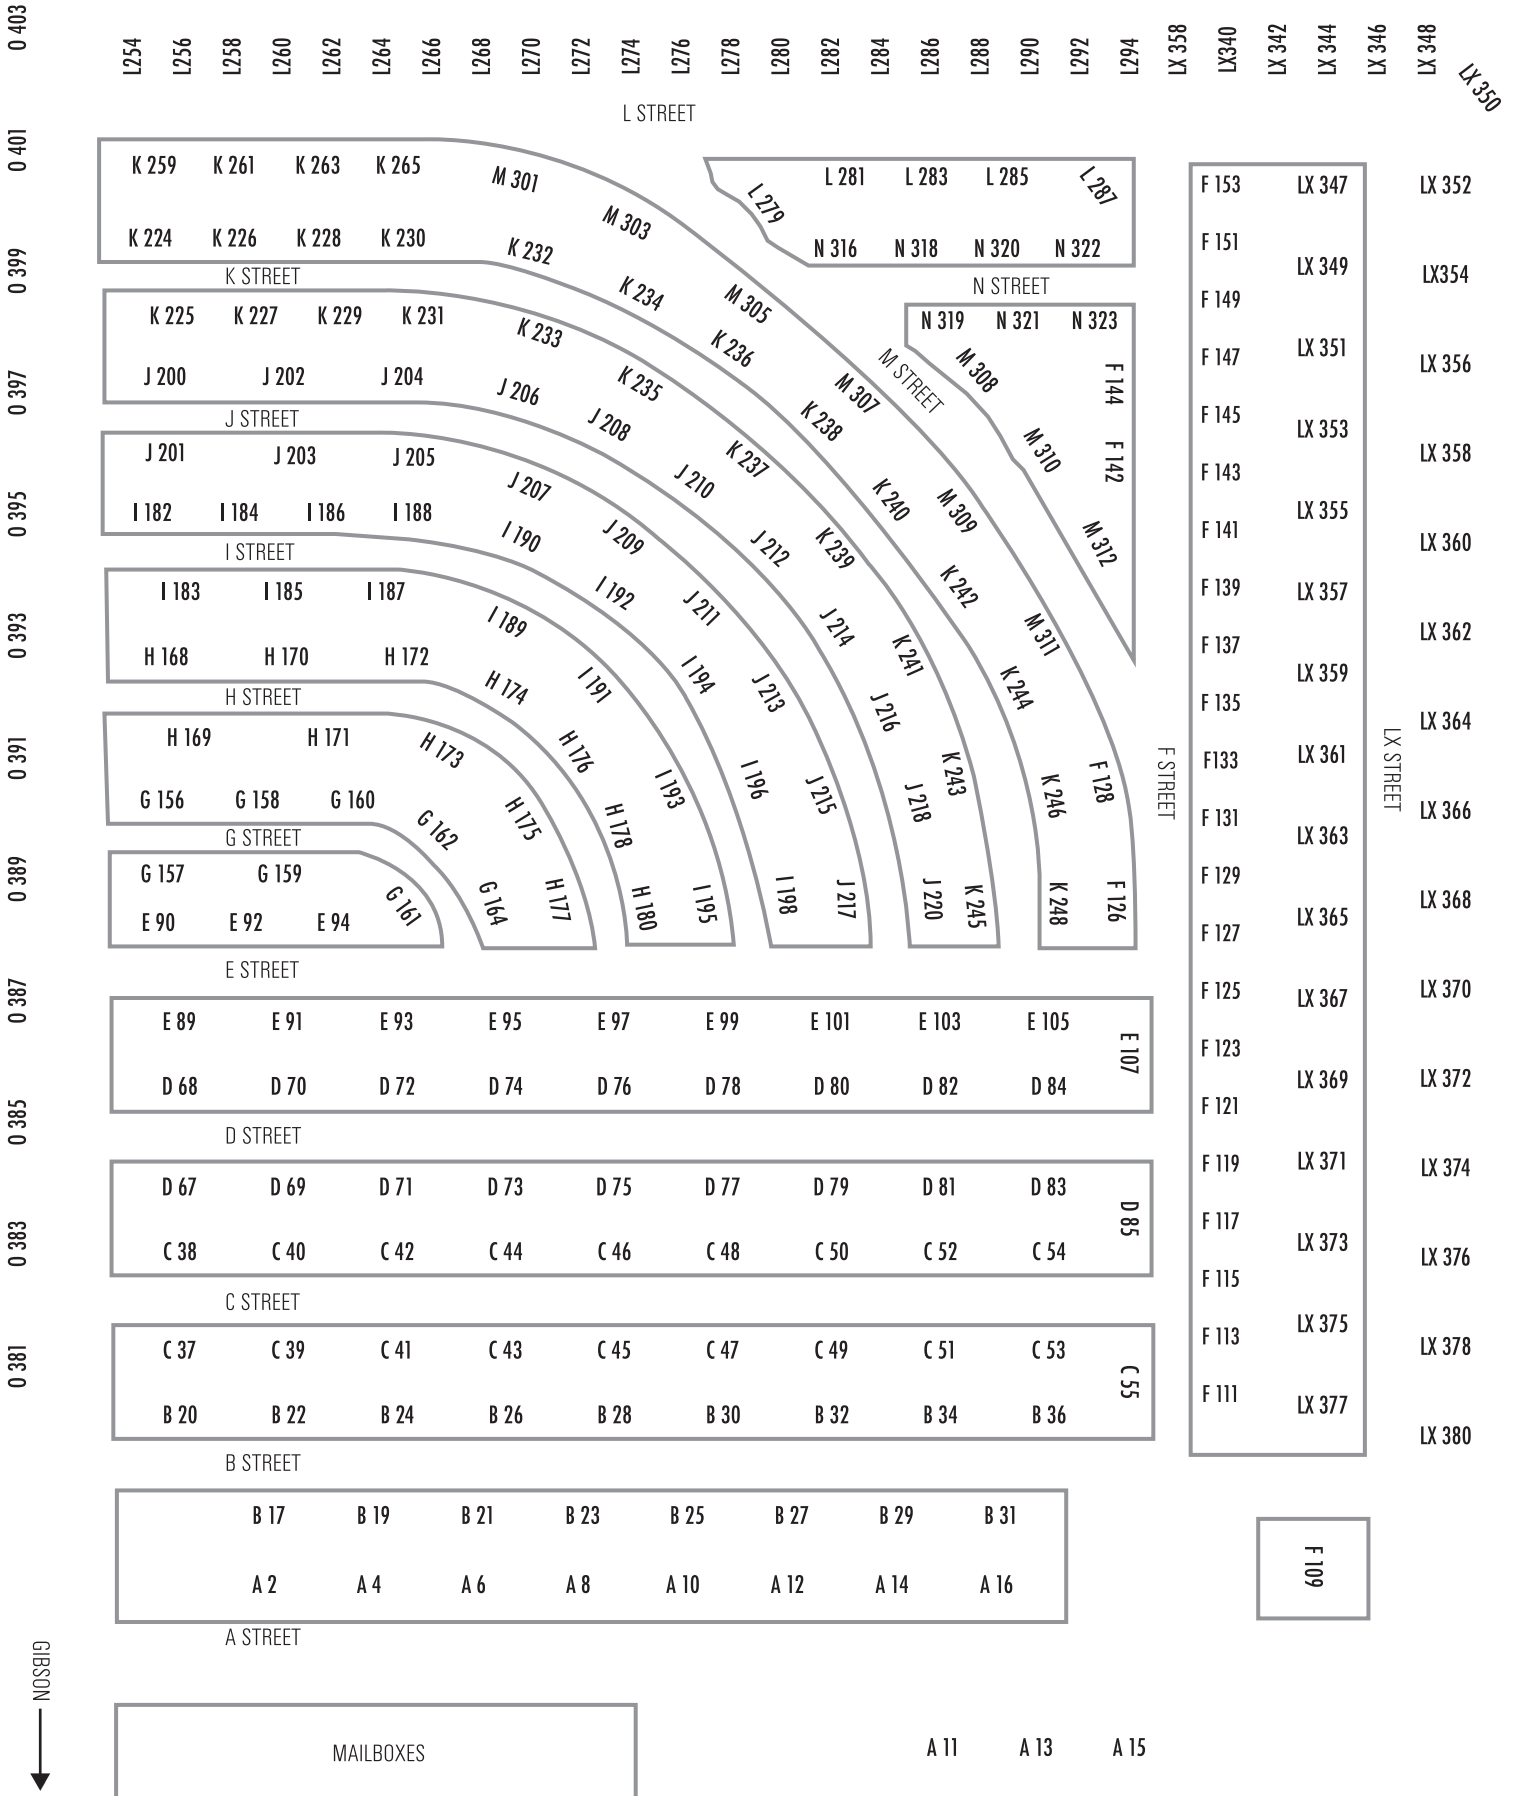 O 403
L254 L256 L258 L260 L262 L264 L266 L268 L270 L272 L274 L276 L278 L280 L282 L284 L286 L288 L290 L292 L294 LX 358 LX340 LX 342 LX 344 LX 346 LX 348
LX 350
L STREET
O 401
K 259 K 261 K 263 K 265
M 301
M 303
M 305
M 307
M 309
M 311
F 128
F 126
K 224 K 226 K 228 K 230
K 232
K 234
K 236
K 238
K 240
K 242
K 244
K 246
K 248
L 279
L 281 L 283 L 285
L 287
N 316 N 318 N 320 N 322
N STREET
N 319 N 321 N 323
M 308
M 310
M 312
F 144
F 142
M STREET
O 399
K STREET
K 225 K 227 K 229 K 231
K 233
K 235
K 237
K 239
K 241
K 243
K 245
J 200 J 202 J 204
J 206
J 208
J 210
J 212
J 214
J 216
J 218
J 220
O 397
J STREET
J 201 J 203 J 205
J 207
J 209
J 211
J 213
J 215
J 217
I 182 I 184 I 186 I 188
I 190
I 192
I 194
I 196
I 198
O 395
I STREET
I 183 I 185 I 187
I 189
I 191
I 193
I 195
H 168 H 170 H 172
H 174
H 176
H 178
H 180
O 393
H STREET
H 169 H 171
H 173
H 175
H 177
G 156 G 158 G 160
G 162
G 164
O 391
G STREET
G 157 G 159
G 161
E 90 E 92 E 94
O 389
E STREET
O 387
E 89 E 91 E 93 E 95 E 97 E 99 E 101 E 103 E 105
E 107
D 68 D 70 D 72 D 74 D 76 D 78 D 80 D 82 D 84
O 385
D STREET
D 67 D 69 D 71 D 73 D 75 D 77 D 79 D 81 D 83
D 85
C 38 C 40 C 42 C 44 C 46 C 48 C 50 C 52 C 54
O 383
C STREET
C 37 C 39 C 41 C 43 C 45 C 47 C 49 C 51 C 53
C 55
B 20 B 22 B 24 B 26 B 28 B 30 B 32 B 34 B 36
O 381
B STREET
B 17 B 19 B 21 B 23 B 25 B 27 B 29 B 31
A 2 A 4 A 6 A 8 A 10 A 12 A 14 A 16
A STREET
GIBSON
MAILBOXES
A 11 A 13 A 15
F STREET
F 153
F 151
F 149
F 147
F 145
F 143
F 141
F 139
F 137
F 135
F133
F 131
F 129
F 127
F 125
F 123
F 121
F 119
F 117
F 115
F 113
F 111
LX 347
LX 349
LX 351
LX 353
LX 355
LX 357
LX 359
LX 361
LX 363
LX 365
LX 367
LX 369
LX 371
LX 373
LX 375
LX 377
LX STREET
LX 352
LX354
LX 356
LX 358
LX 360
LX 362
LX 364
LX 366
LX 368
LX 370
LX 372
LX 374
LX 376
LX 378
LX 380
F 109